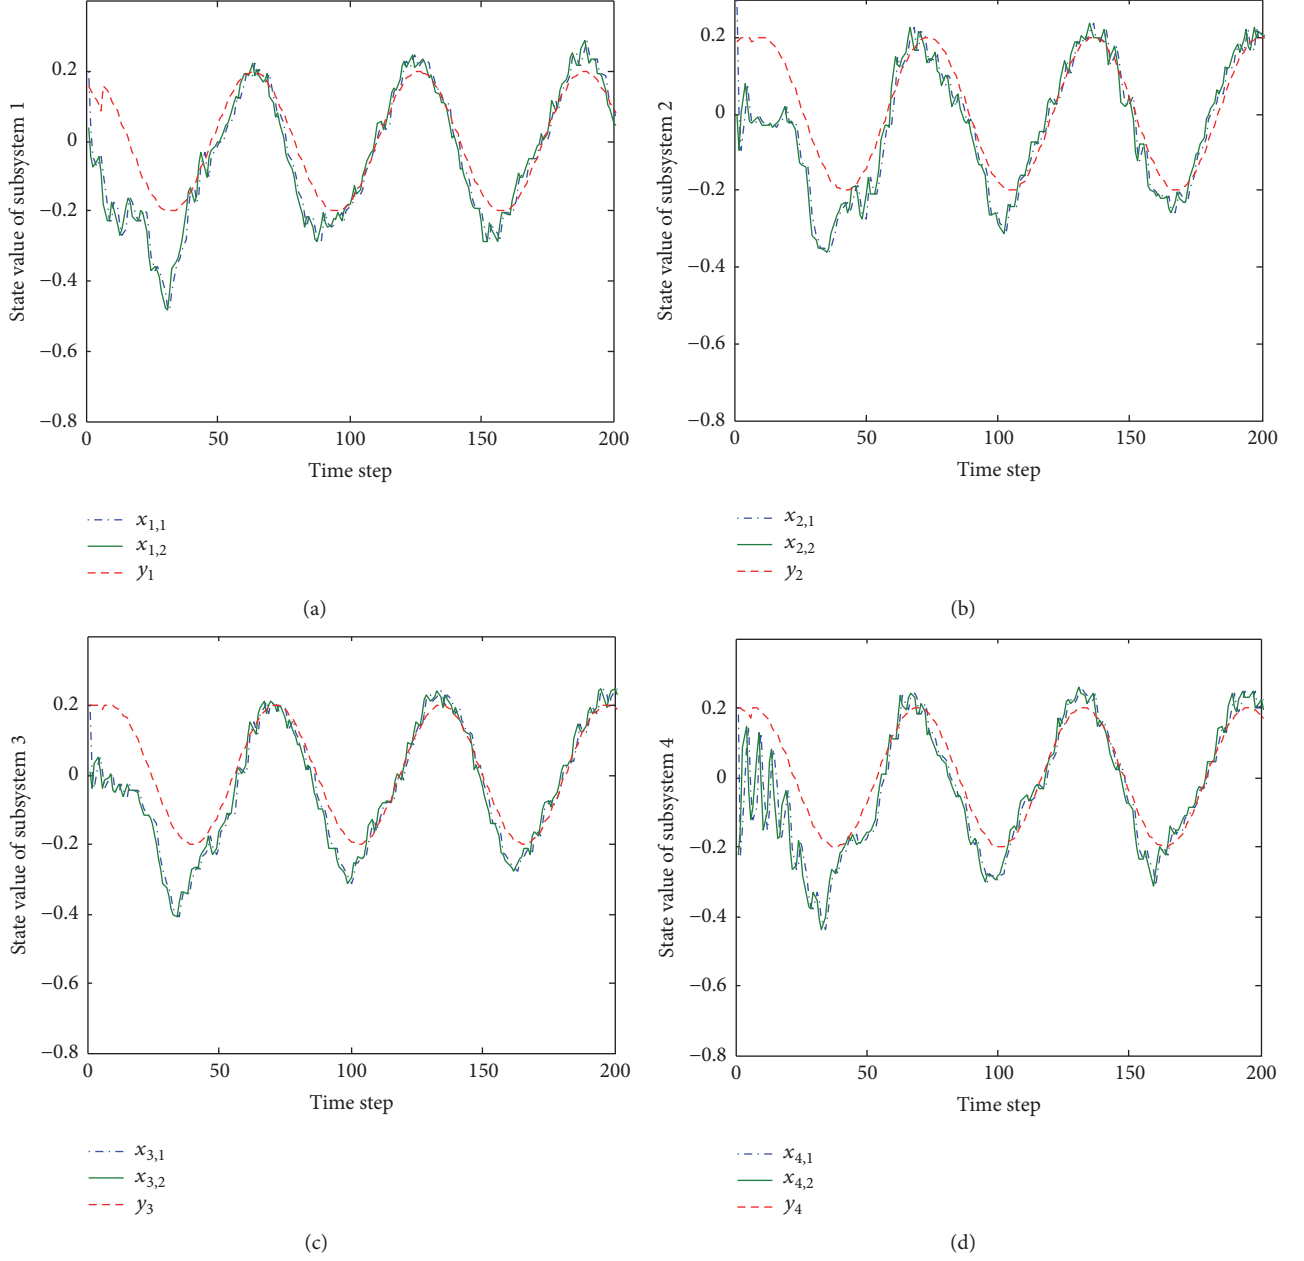 State value of subsystem 1
0.2
0
−0.2
−0.4
−0.6
−0.8
0 50 100 150 200
Time step
x1,1
x1,2
y1
(a)
State value of subsystem 2
0.2
0
−0.2
−0.4
−0.6
−0.8
0 50 100 150 200
Time step
x2,1
x2,2
y2
(b)
State value of subsystem 3
0.2
0
−0.2
−0.4
−0.6
−0.8
0 50 100 150 200
Time step
x3,1
x3,2
y3
(c)
State value of subsystem 4
0.2
0
−0.2
−0.4
−0.6
−0.8
0 50 100 150 200
Time step
x4,1
x4,2
y4
(d)